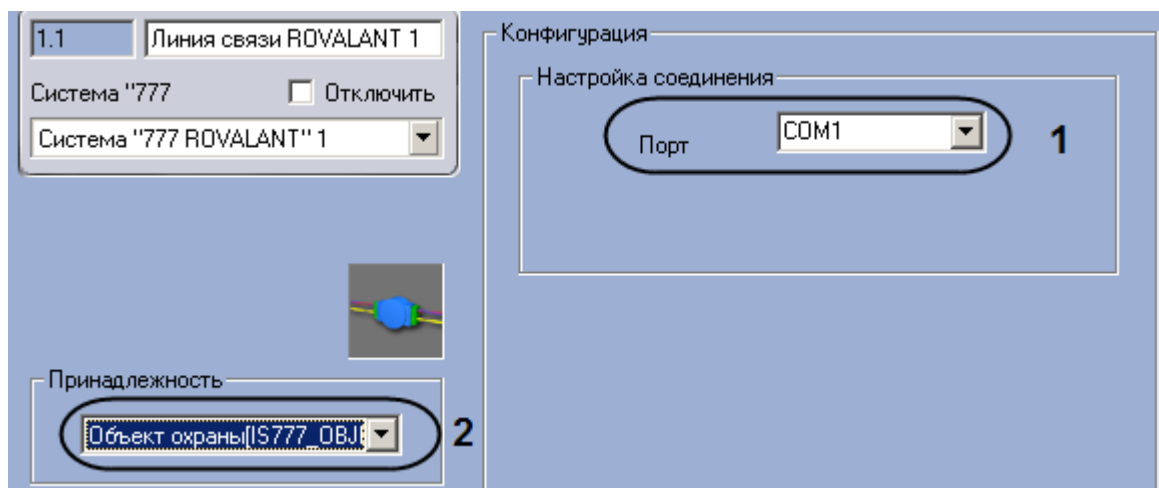 1.1 Линия связи ROVALANT 1
Система "777 Отключить
Система "777 ROVALANT" 1
Конфигурация
Настройка соединения
Порт COM1 1
Принадлежность
Объект охраны[IS777_OBJ 2